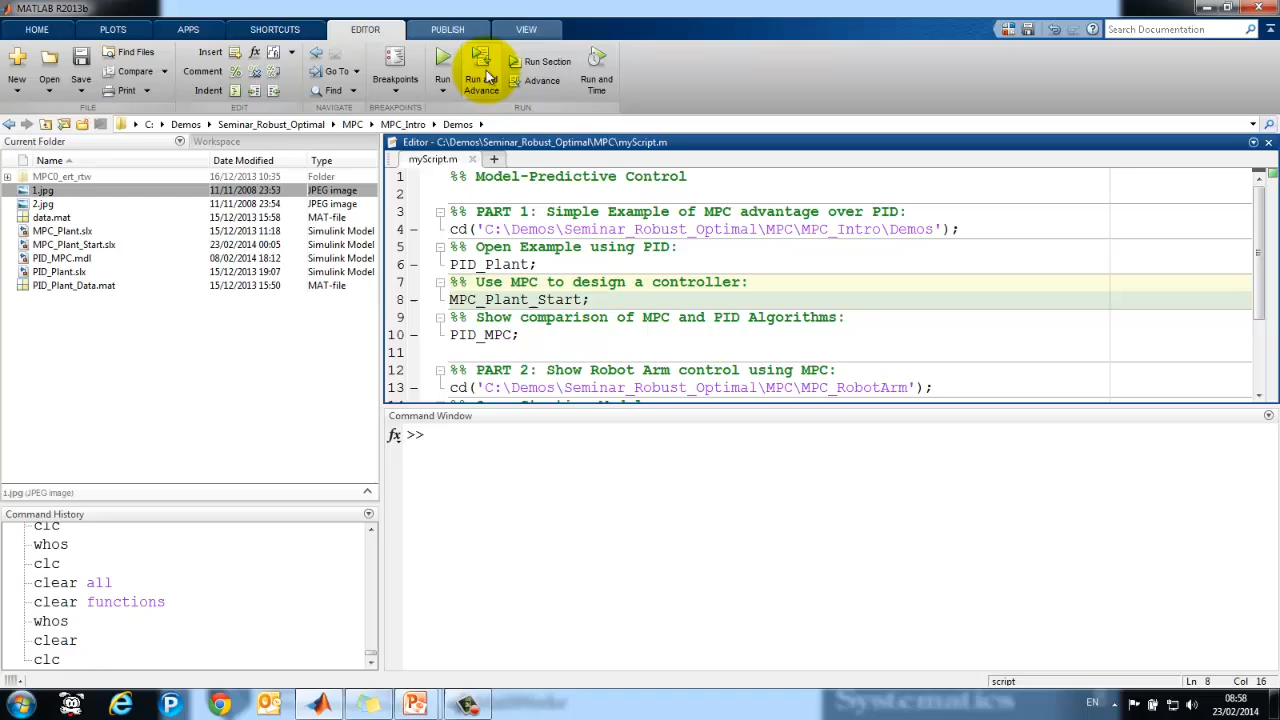 MATLAB R2013b
HOME PLOTS APPS SHORTCUTS EDITOR PUBLISH VIEW
Search Documentation
New Open Save
Find Files
Compare
Print
Insert
Comment
Indent
Go To
Find
Breakpoints
Run
Run and Advance
Run Section
Advance
Run and Time
FILE EDIT NAVIGATE BREAKPOINTS RUN
C: Demos Seminar_Robust_Optimal MPC MPC_Intro Demos
Current Folder Workspace
Name Date Modified Type
MPC0_ert_rtw 16/12/2013 10:35 Folder
1.jpg 11/11/2008 23:53 JPEG image
2.jpg 11/11/2008 23:54 JPEG image
data.mat 15/12/2013 15:58 MAT-file
MPC_Plant.slx 15/12/2013 11:18 Simulink Model
MPC_Plant_Start.slx 23/02/2014 00:05 Simulink Model
PID_MPC.mdl 08/02/2014 18:12 Simulink Model
PID_Plant.slx 15/12/2013 19:07 Simulink Model
PID_Plant_Data.mat 15/12/2013 15:50 MAT-file
1.jpg (JPEG image)
Command History
clc
whos
clc
clear all
clear functions
whos
clear
clc
Editor - C:\Demos\Seminar_Robust_Optimal\MPC\myScript.m
myScript.m
1 %% Model-Predictive Control
2
3 %% PART 1: Simple Example of MPC advantage over PID:
4 cd('C:\Demos\Seminar_Robust_Optimal\MPC\MPC_Intro\Demos');
5 %% Open Example using PID:
6 PID_Plant;
7 %% Use MPC to design a controller:
8 MPC_Plant_Start;
9 %% Show comparison of MPC and PID Algorithms:
10 PID_MPC;
11
12 %% PART 2: Show Robot Arm control using MPC:
13 cd('C:\Demos\Seminar_Robust_Optimal\MPC\MPC_RobotArm');
Command Window
fx >>
script Ln 8 Col 16
Systematics
EN 08:58
23/02/2014